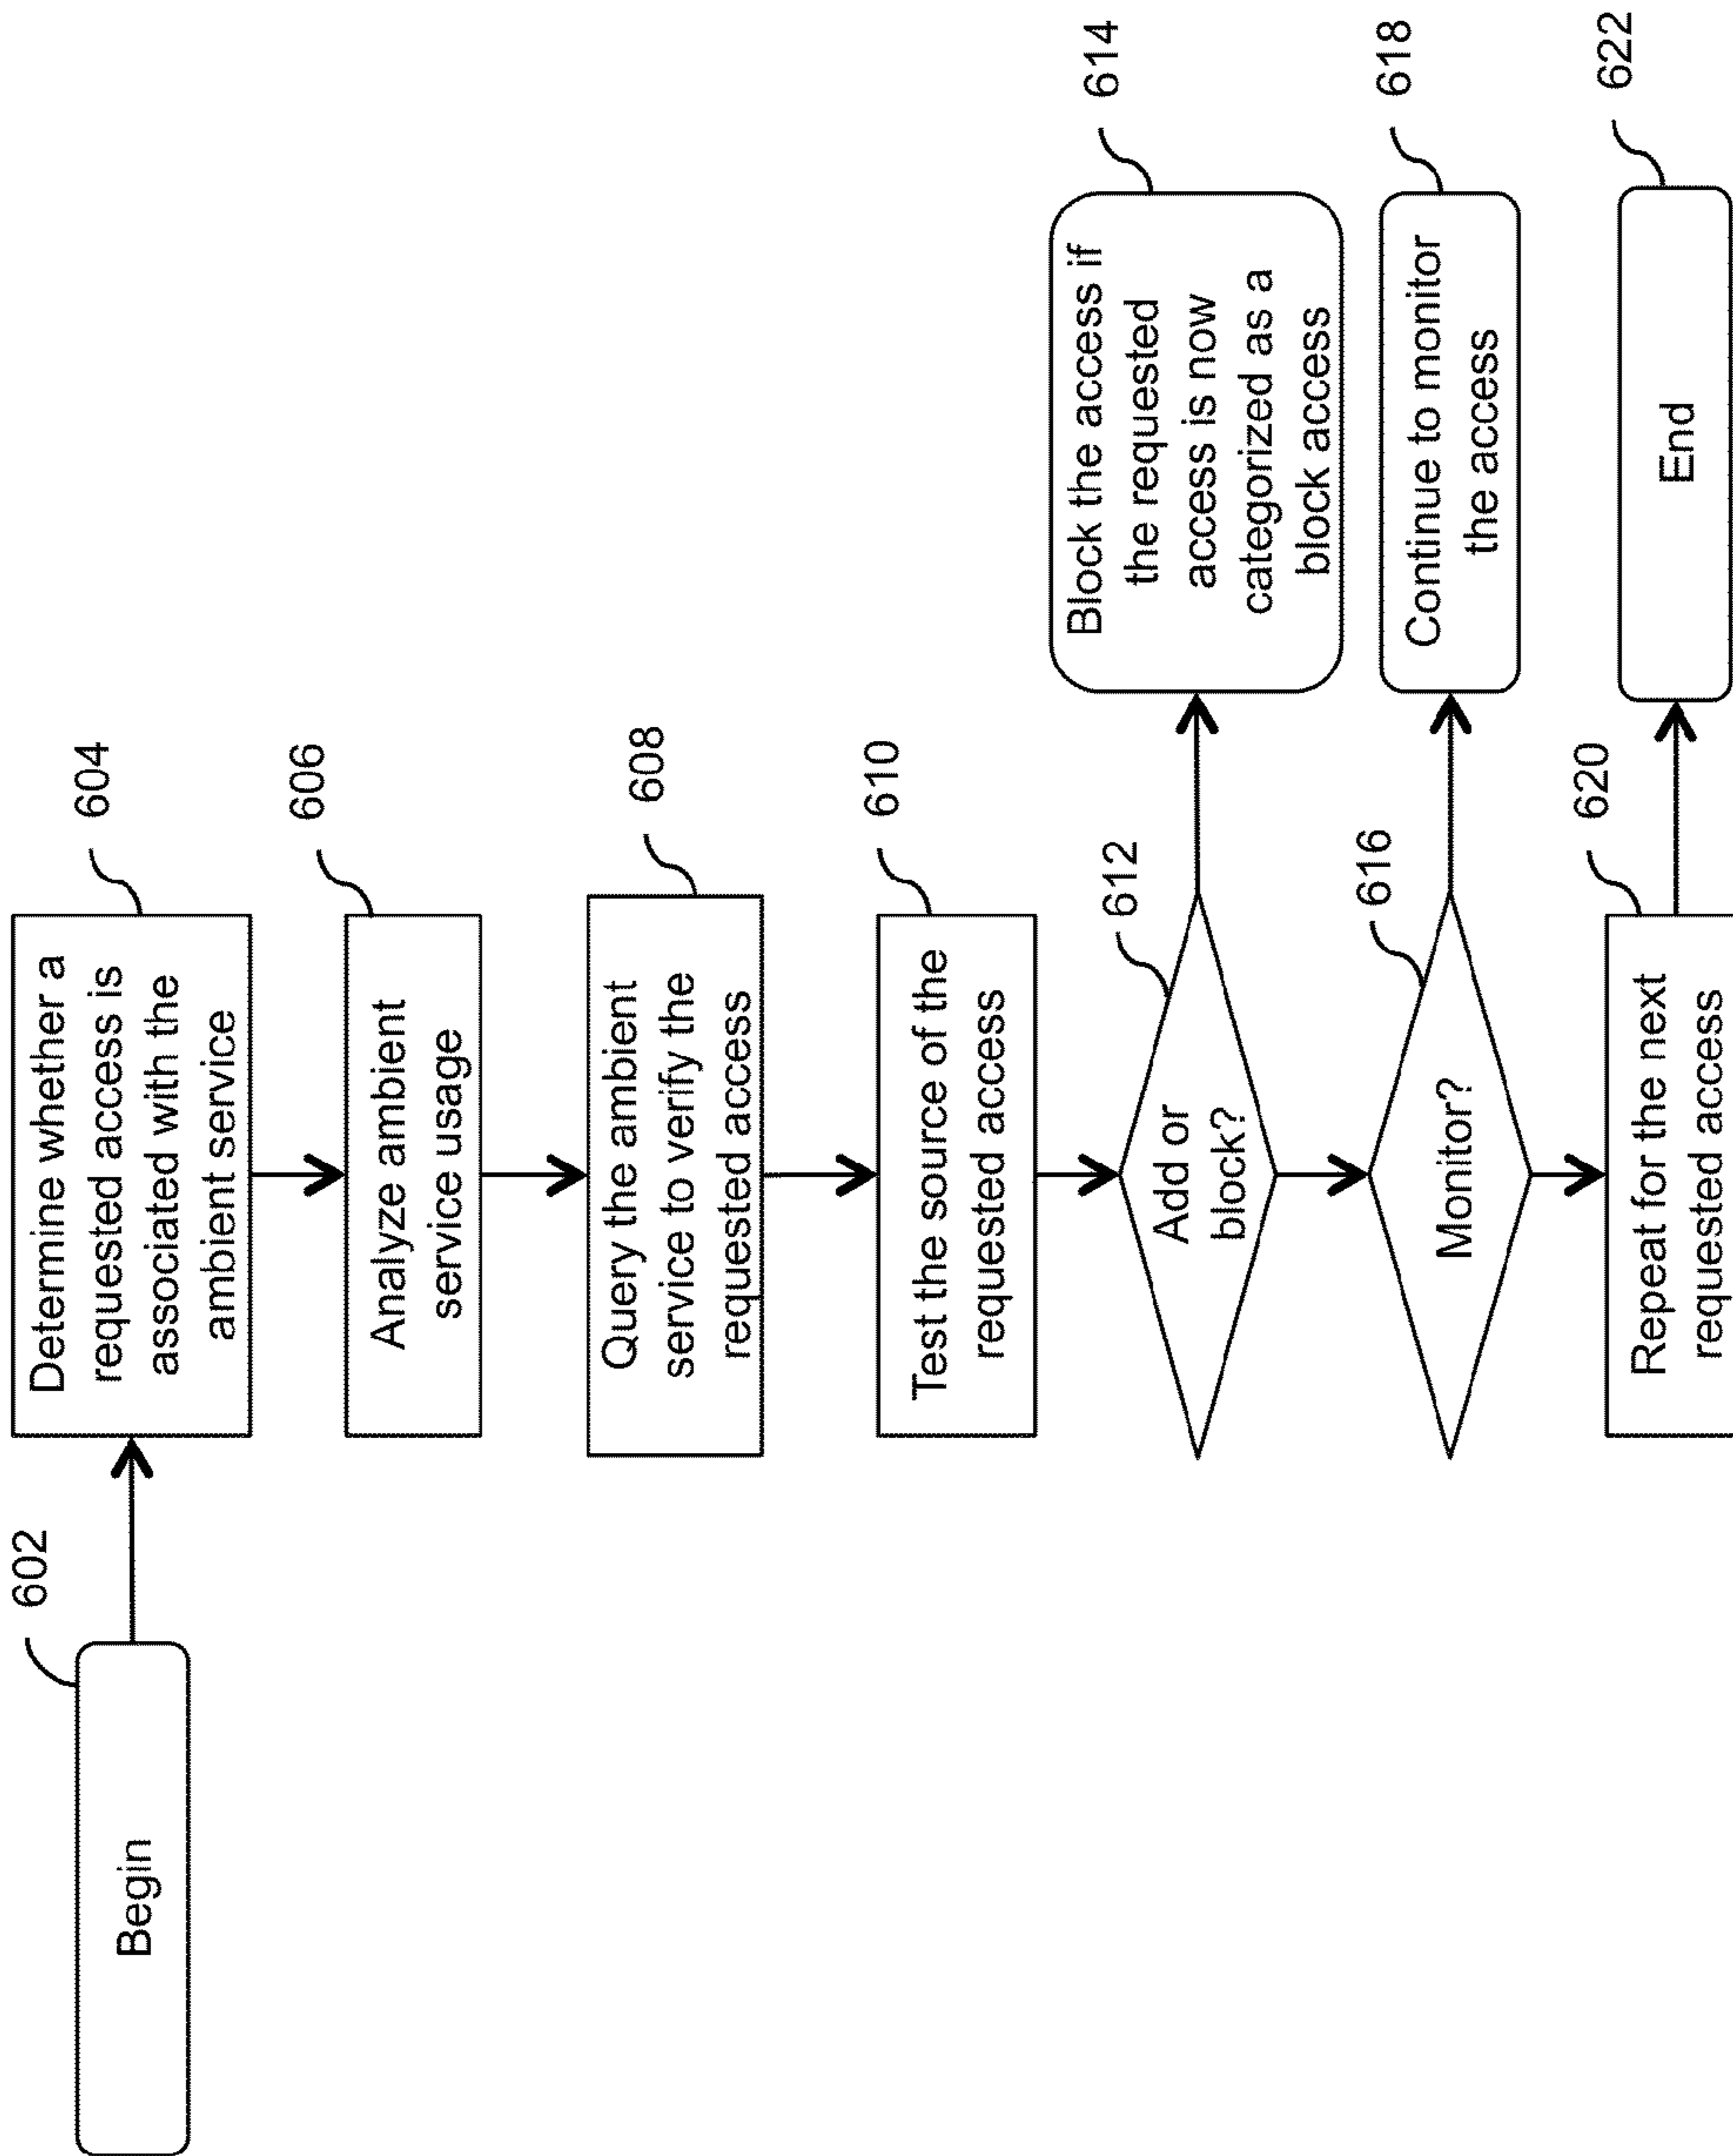 602
Begin
604
Determine whether a
requested access is
associated with the
ambient service
606
Analyze ambient
service usage
608
Query the ambient
service to verify the
requested access
610
Test the source of the
requested access
612
Add or
block?
614
Block the access if
the requested
access is now
categorized as a
block access
616
Monitor?
618
Continue to monitor
the access
620
Repeat for the next
requested access
622
End